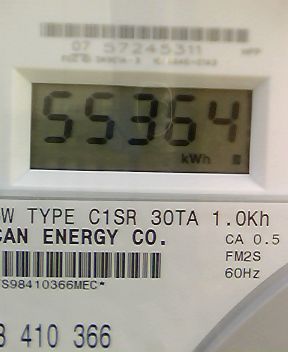 07 57245311
55364
kWh
W TYPE C1SR 30TA 1.0Kh
CAN ENERGY CO.
CA 0.5
FM2S
60Hz
S98410366MEC*
410 366